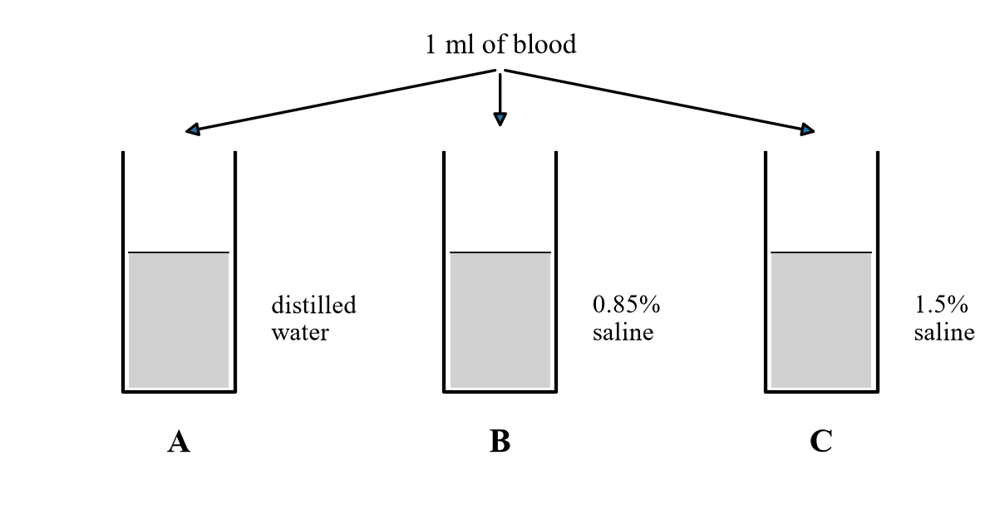 1 ml of blood
distilled
water
0.85%
saline
1.5%
saline
A
B
C